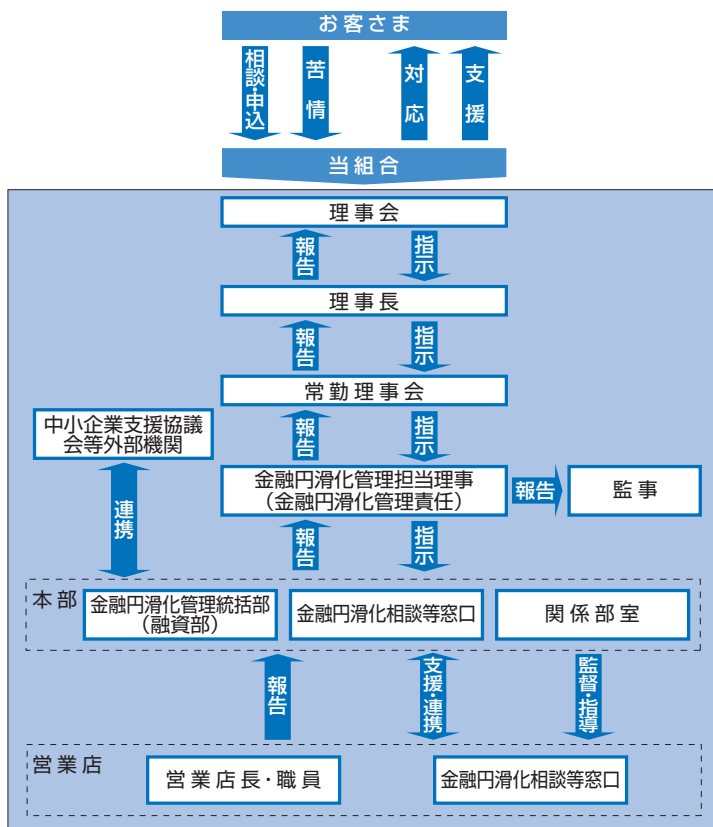 お客さま
相談・申込
苦情
対応
支援
当組合
理事会
報告
指示
理事長
報告
指示
常勤理事会
中小企業支援協議
会等外部機関
報告
指示
金融円滑化管理担当理事
（金融円滑化管理責任）
報告
監事
連携
報告
指示
本部
金融円滑化管理統括部
（融資部）
金融円滑化相談等窓口
関係部室
報告
支援・連携
監督・指導
営業店
営業店長・職員
金融円滑化相談等窓口